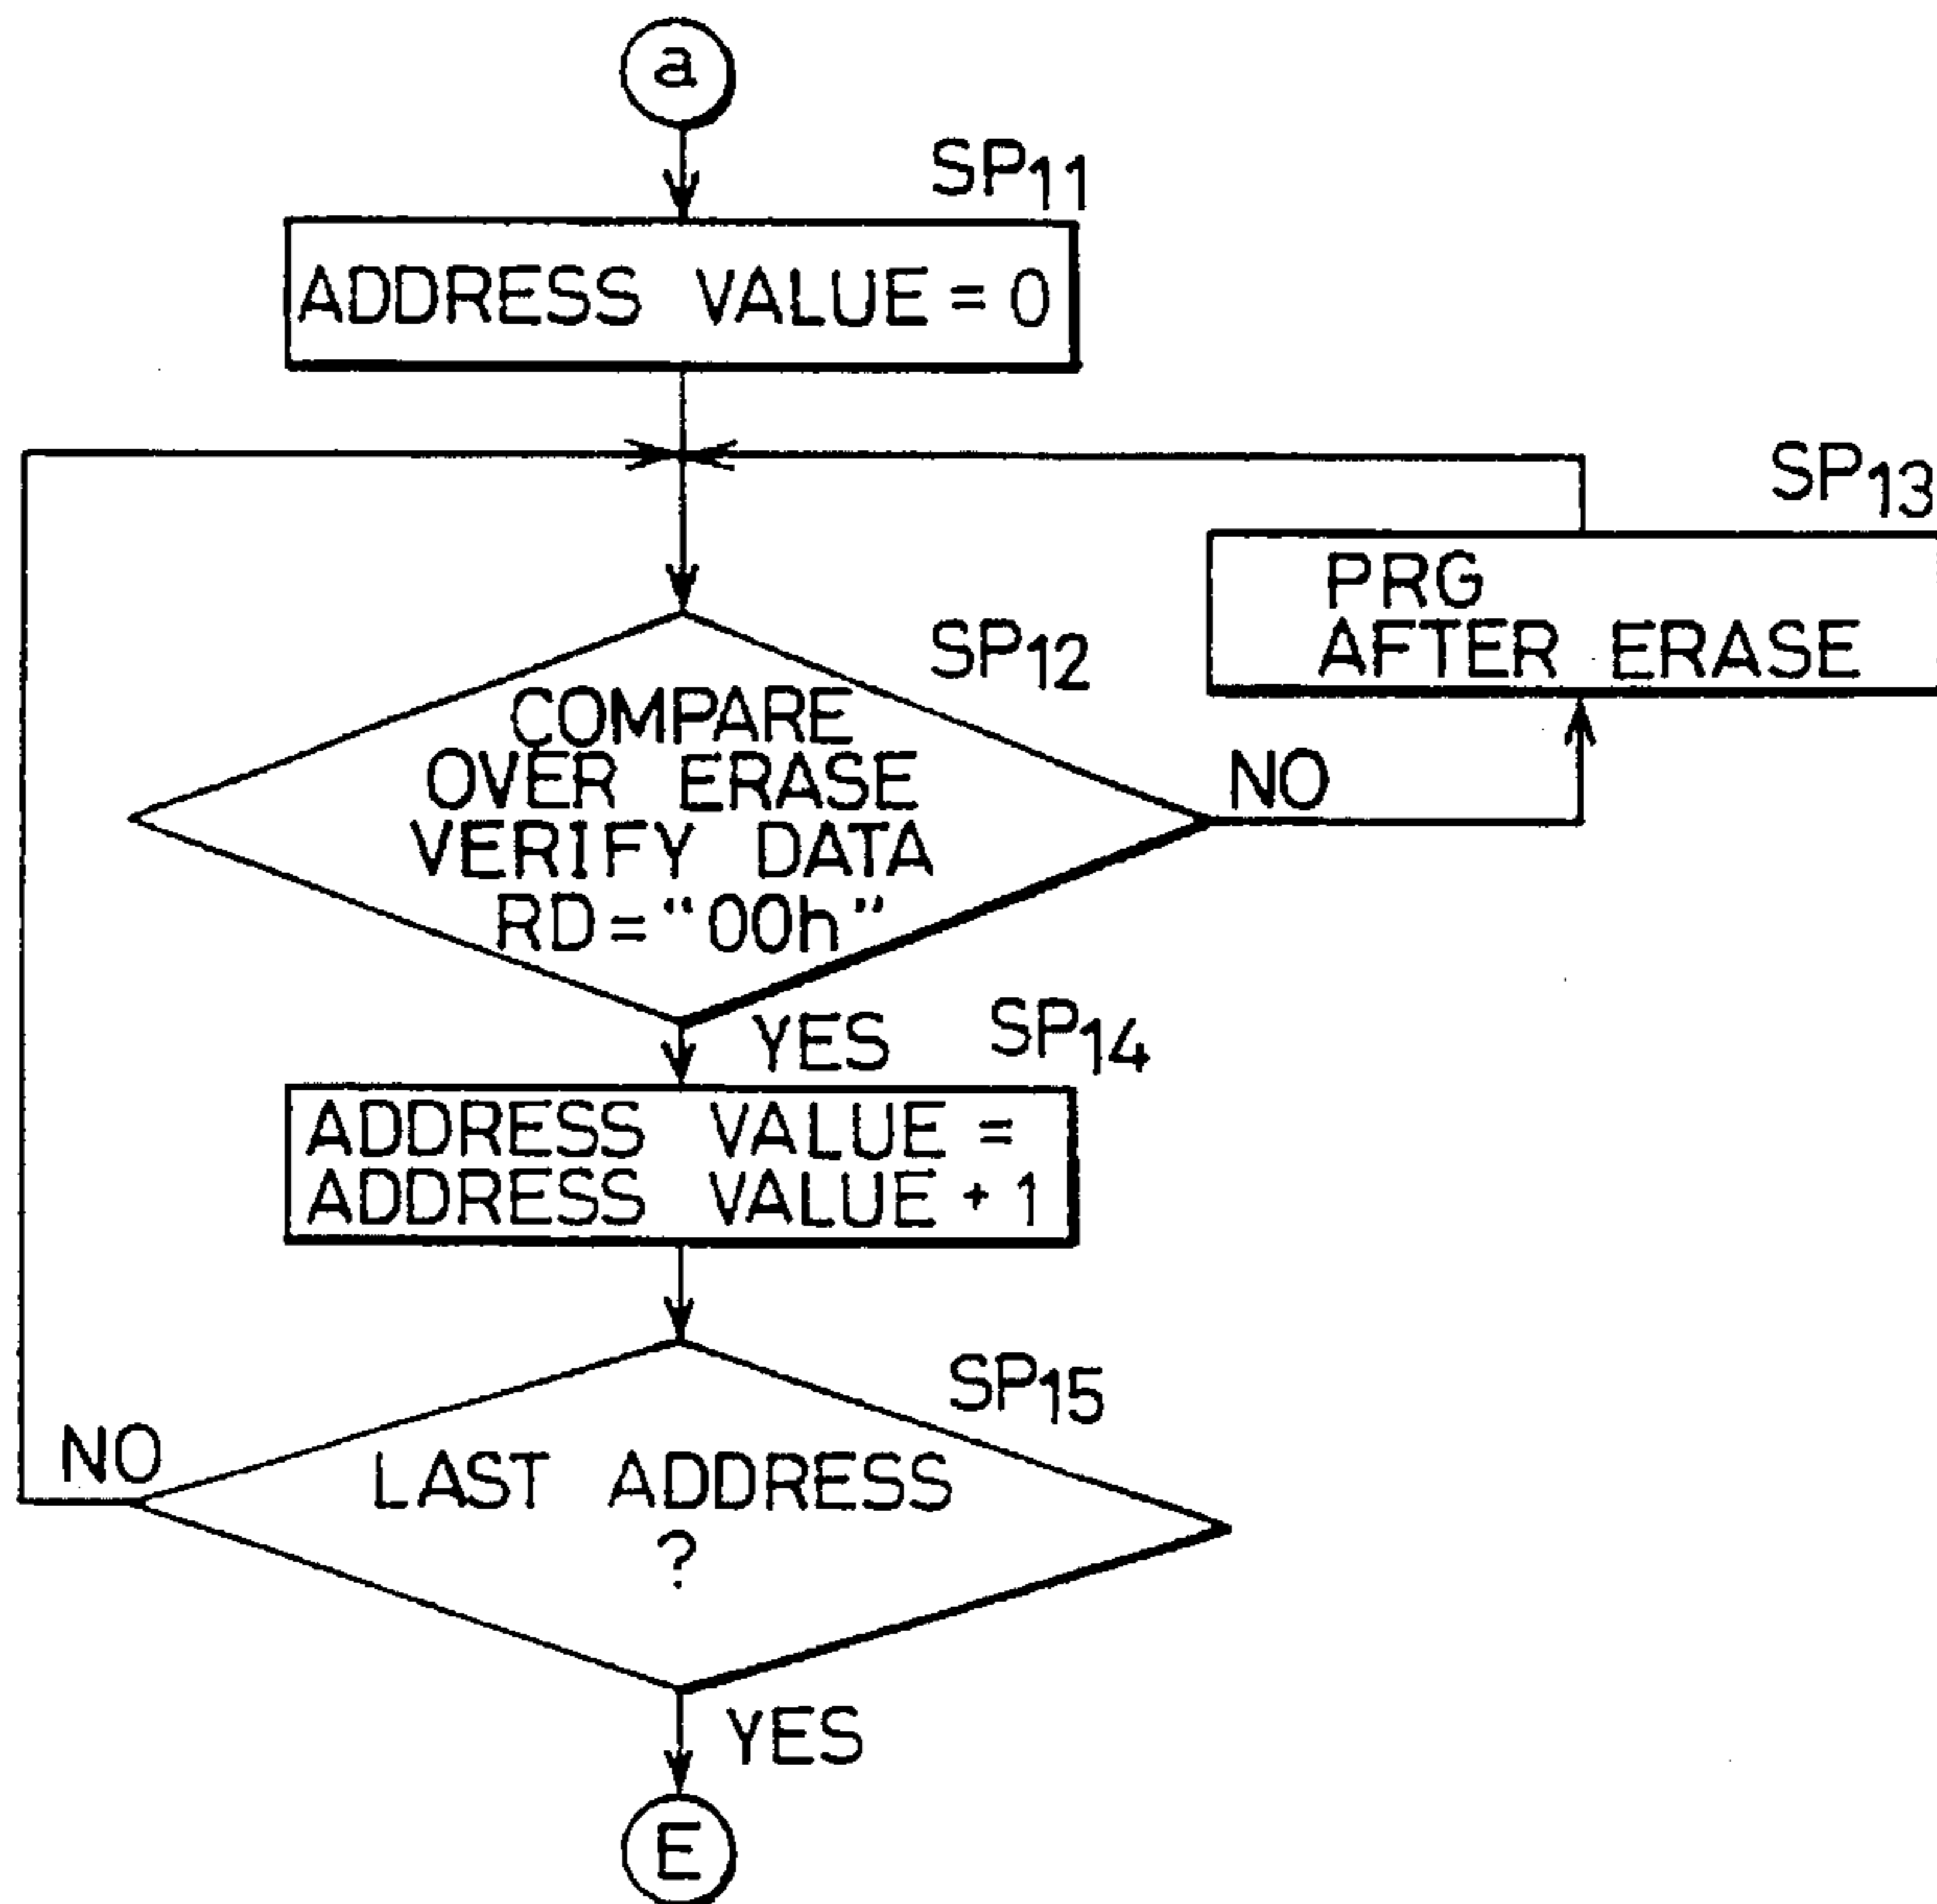 a
SP11
ADDRESS VALUE = 0
SP13
PRG
AFTER ERASE
SP12
COMPARE
OVER ERASE
VERIFY DATA
RD = “00h”
NO
YES
SP14
ADDRESS VALUE =
ADDRESS VALUE + 1
SP15
NO
LAST ADDRESS
?
YES
E